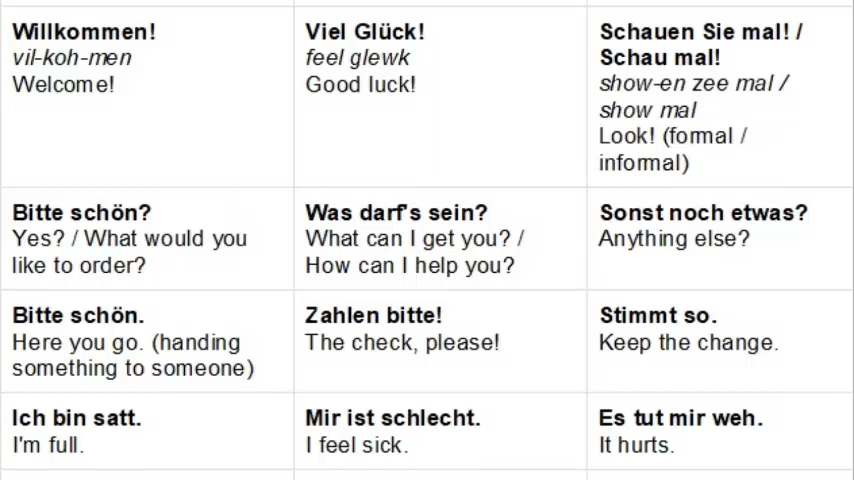 Willkommen!
vil-koh-men
Welcome!
Viel Glück!
feel glewk
Good luck!
Schauen Sie mal! /
Schau mal!
show-en zee mal /
show mal
Look! (formal /
informal)
Bitte schön?
Yes? / What would you
like to order?
Was darf's sein?
What can I get you? /
How can I help you?
Sonst noch etwas?
Anything else?
Bitte schön.
Here you go. (handing
something to someone)
Zahlen bitte!
The check, please!
Stimmt so.
Keep the change.
Ich bin satt.
I'm full.
Mir ist schlecht.
I feel sick.
Es tut mir weh.
It hurts.